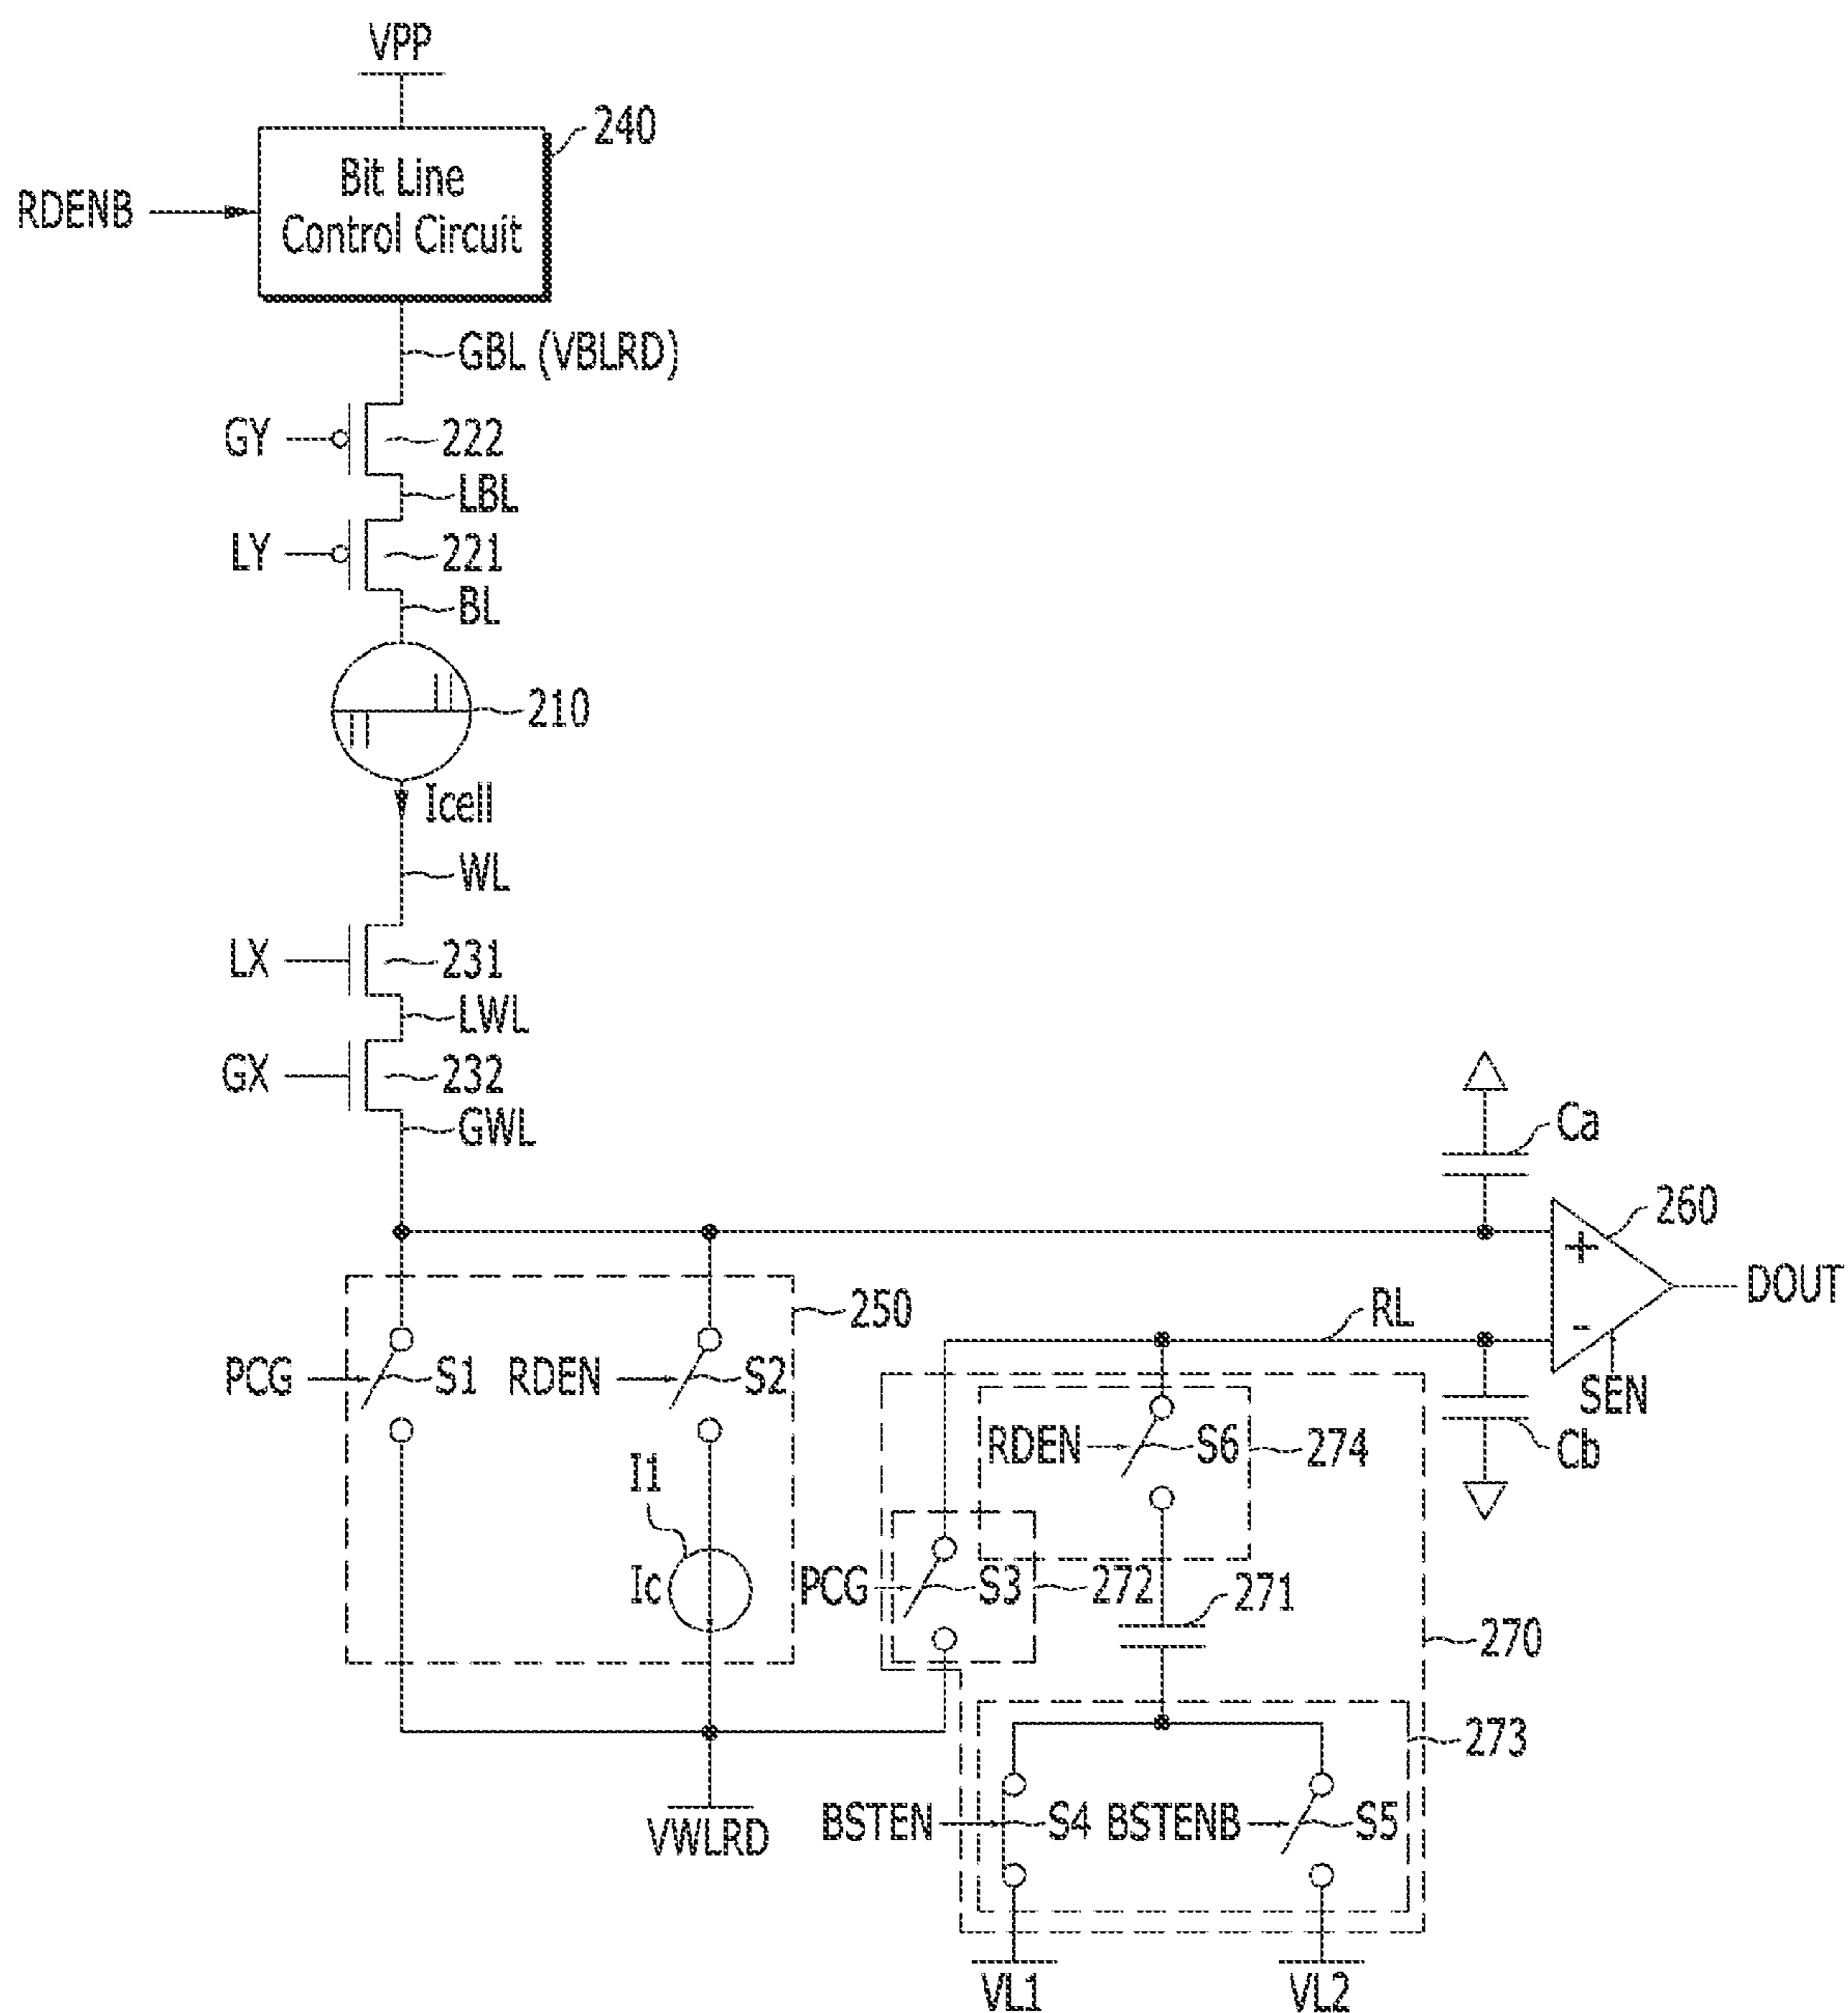 VPP
240
Bit Line
Control Circuit
RDENB
GBL (VBLRD)
GY
222
LBL
LY
221
BL
210
Icell
WL
LX
231
LWL
GX
232
GWL
Ca
260
+
-
DOUT
SEN
RL
Cb
250
PCG
S1
RDEN
S2
I1
Ic
RDEN
S6
274
PCG
S3
272
271
270
273
VWLRD
BSTEN
S4
BSTENB
S5
VL1
VL2